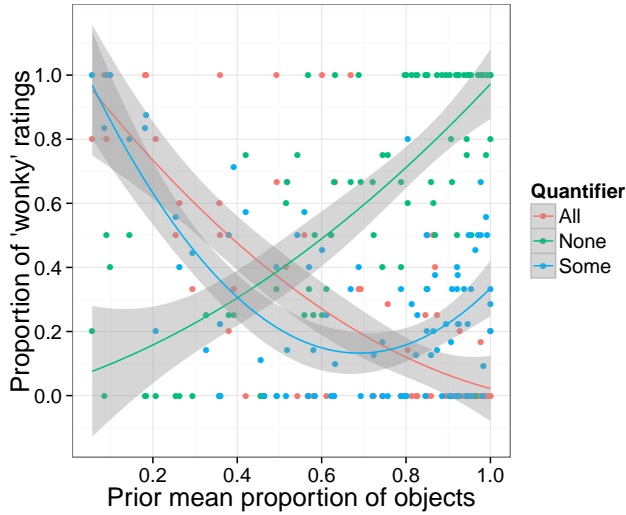 Proportion of 'wonky' ratings
1.0
0.8
0.6
0.4
0.2
0.0
0.2 0.4 0.6 0.8 1.0
Prior mean proportion of objects
Quantifier
All
None
Some